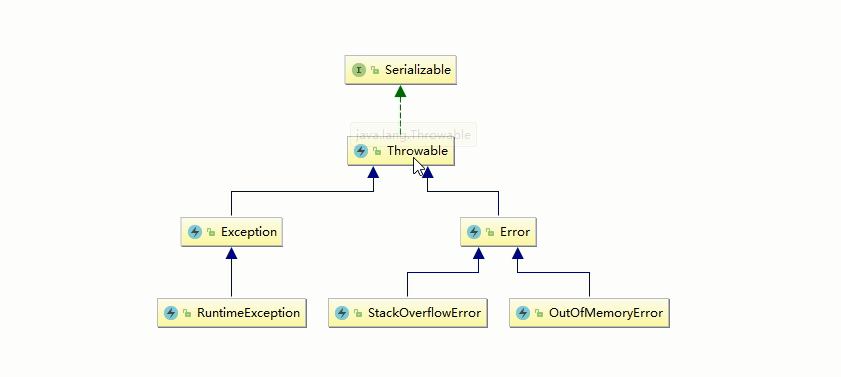 Serializable
java.lang.Throwable
Throwable
Exception
Error
RuntimeException
StackOverflowError
OutOfMemoryError